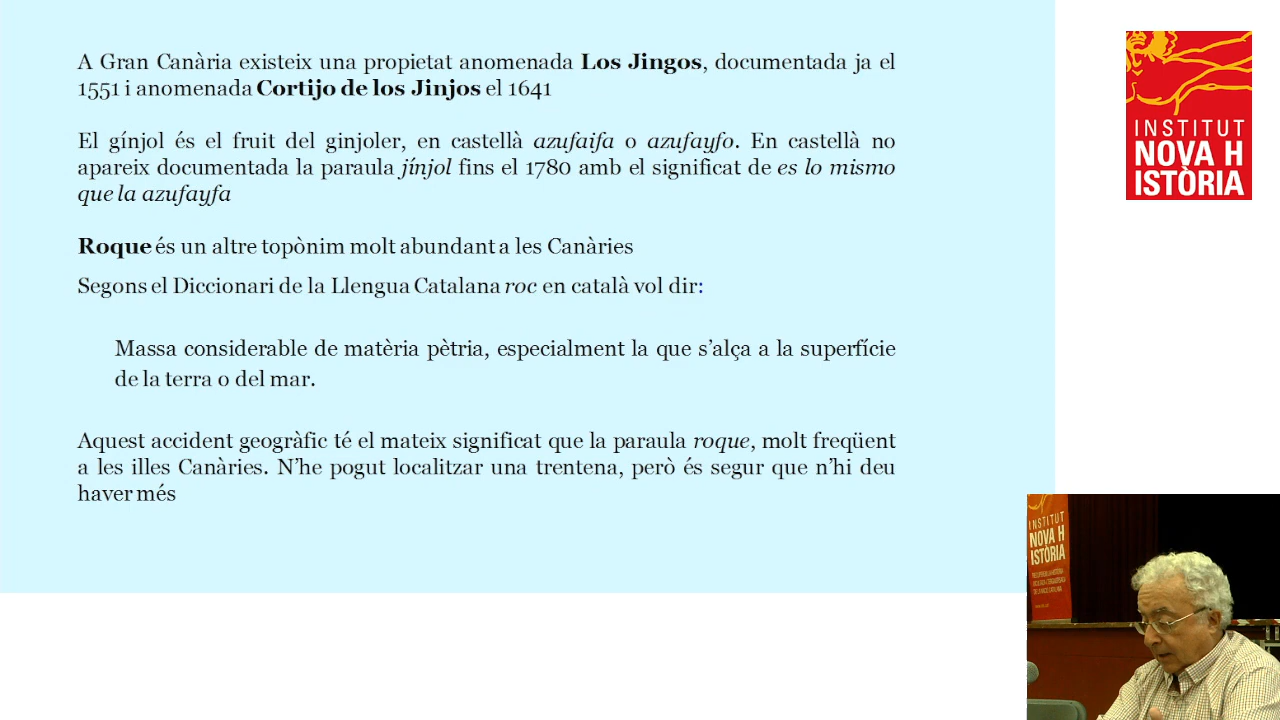 A Gran Canària existeix una propietat anomenada Los Jingos, documentada ja el
1551 i anomenada Cortijo de los Jinjos el 1641
El gínjol és el fruit del ginjoler, en castellà azufaifa o azufayfo. En castellà no
apareix documentada la paraula jínjol fins el 1780 amb el significat de es lo mismo
que la azufayfa
Roque és un altre topònim molt abundant a les Canàries
Segons el Diccionari de la Llengua Catalana roc en català vol dir:
Massa considerable de matèria pètria, especialment la que s’alça a la superfície
de la terra o del mar.
Aquest accident geogràfic té el mateix significat que la paraula roque, molt freqüent
a les illes Canàries. N’he pogut localitzar una trentena, però és segur que n’hi deu
haver més
INSTITUT
NOVA H
ISTÒRIA
INSTITUT
NOVA H
ISTÒRIA